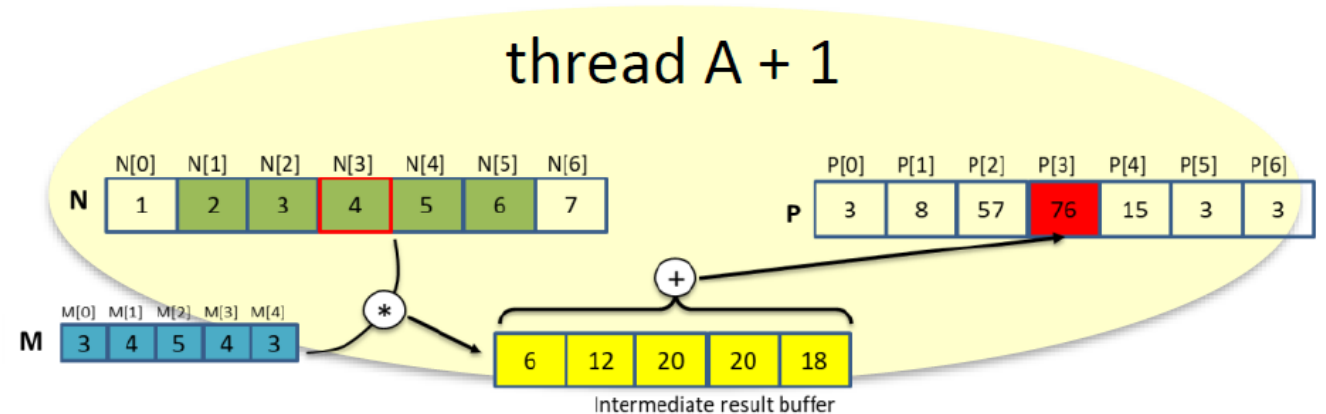 thread A + 1
N[0] N[1] N[2] N[3] N[4] N[5] N[6]
N 1 2 3 4 5 6 7
P[0] P[1] P[2] P[3] P[4] P[5] P[6]
P 3 8 57 76 15 3 3
+
*
M[0] M[1] M[2] M[3] M[4]
M 3 4 5 4 3
6 12 20 20 18
Intermediate result buffer